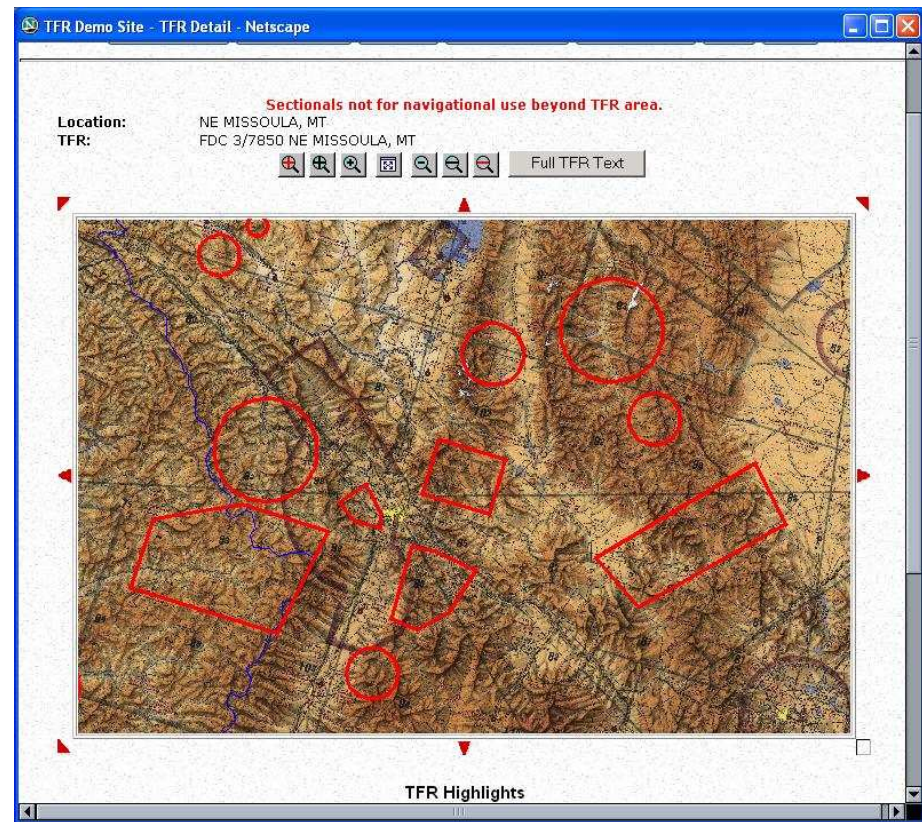 TFR Demo Site - TFR Detail - Netscape
Sectionals not for navigational use beyond TFR area.
Location: NE MISSOULA, MT
TFR: FDC 3/7850 NE MISSOULA, MT
Full TFR Text
TFR Highlights